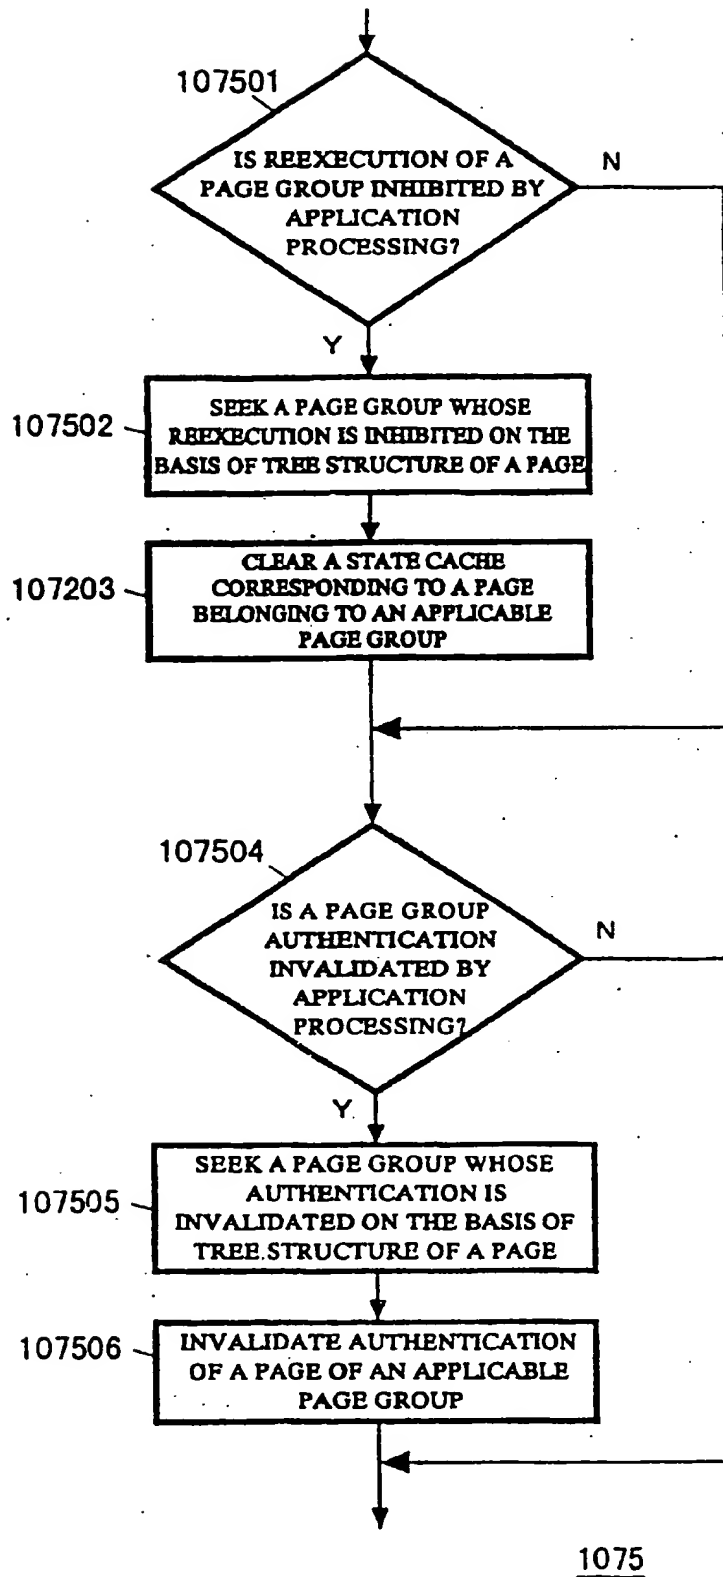 107501
IS REEXECUTION OF A
PAGE GROUP INHIBITED BY
APPLICATION
PROCESSING?
N
Y
107502
SEEK A PAGE GROUP WHOSE
REEXECUTION IS INHIBITED ON THE
BASIS OF TREE STRUCTURE OF A PAGE
107203
CLEAR A STATE CACHE
CORRESPONDING TO A PAGE
BELONGING TO AN APPLICABLE
PAGE GROUP
107504
IS A PAGE GROUP
AUTHENTICATION
INVALIDATED BY
APPLICATION
PROCESSING?
N
Y
107505
SEEK A PAGE GROUP WHOSE
AUTHENTICATION IS
INVALIDATED ON THE BASIS OF
TREE STRUCTURE OF A PAGE
107506
INVALIDATE AUTHENTICATION
OF A PAGE OF AN APPLICABLE
PAGE GROUP
1075